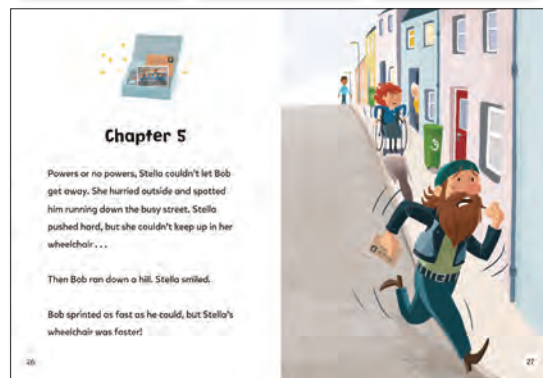 Chapter 5
Powers or no powers, Stella couldn't let Bob
get away. She hurried outside and spotted
him running down the busy street. Stella
pushed hard, but she couldn't keep up in her
wheelchair . . .
Then Bob ran down a hill. Stella smiled.
Bob sprinted as fast as he could, but Stella's
wheelchair was faster!
26
27